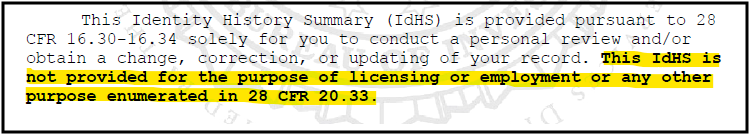 This Identity History Summary (IdHS) is provided pursuant to 28
CFR 16.30-16.34 solely for you to conduct a personal review and/or
obtain a change, correction, or updating of your record. This IdHS is
not provided for the purpose of licensing or employment or any other
purpose enumerated in 28 CFR 20.33.